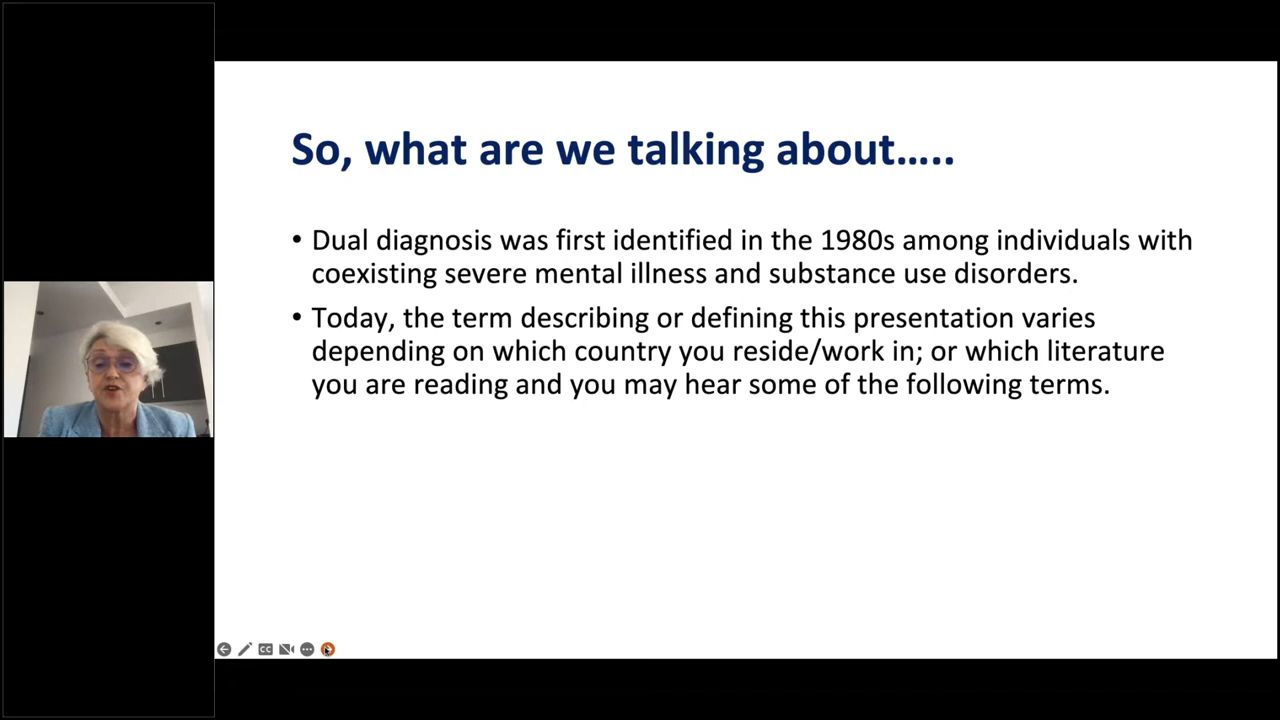 So, what are we talking about.....
• Dual diagnosis was first identified in the 1980s among individuals with
coexisting severe mental illness and substance use disorders.
• Today, the term describing or defining this presentation varies
depending on which country you reside/work in; or which literature
you are reading and you may hear some of the following terms.
CC